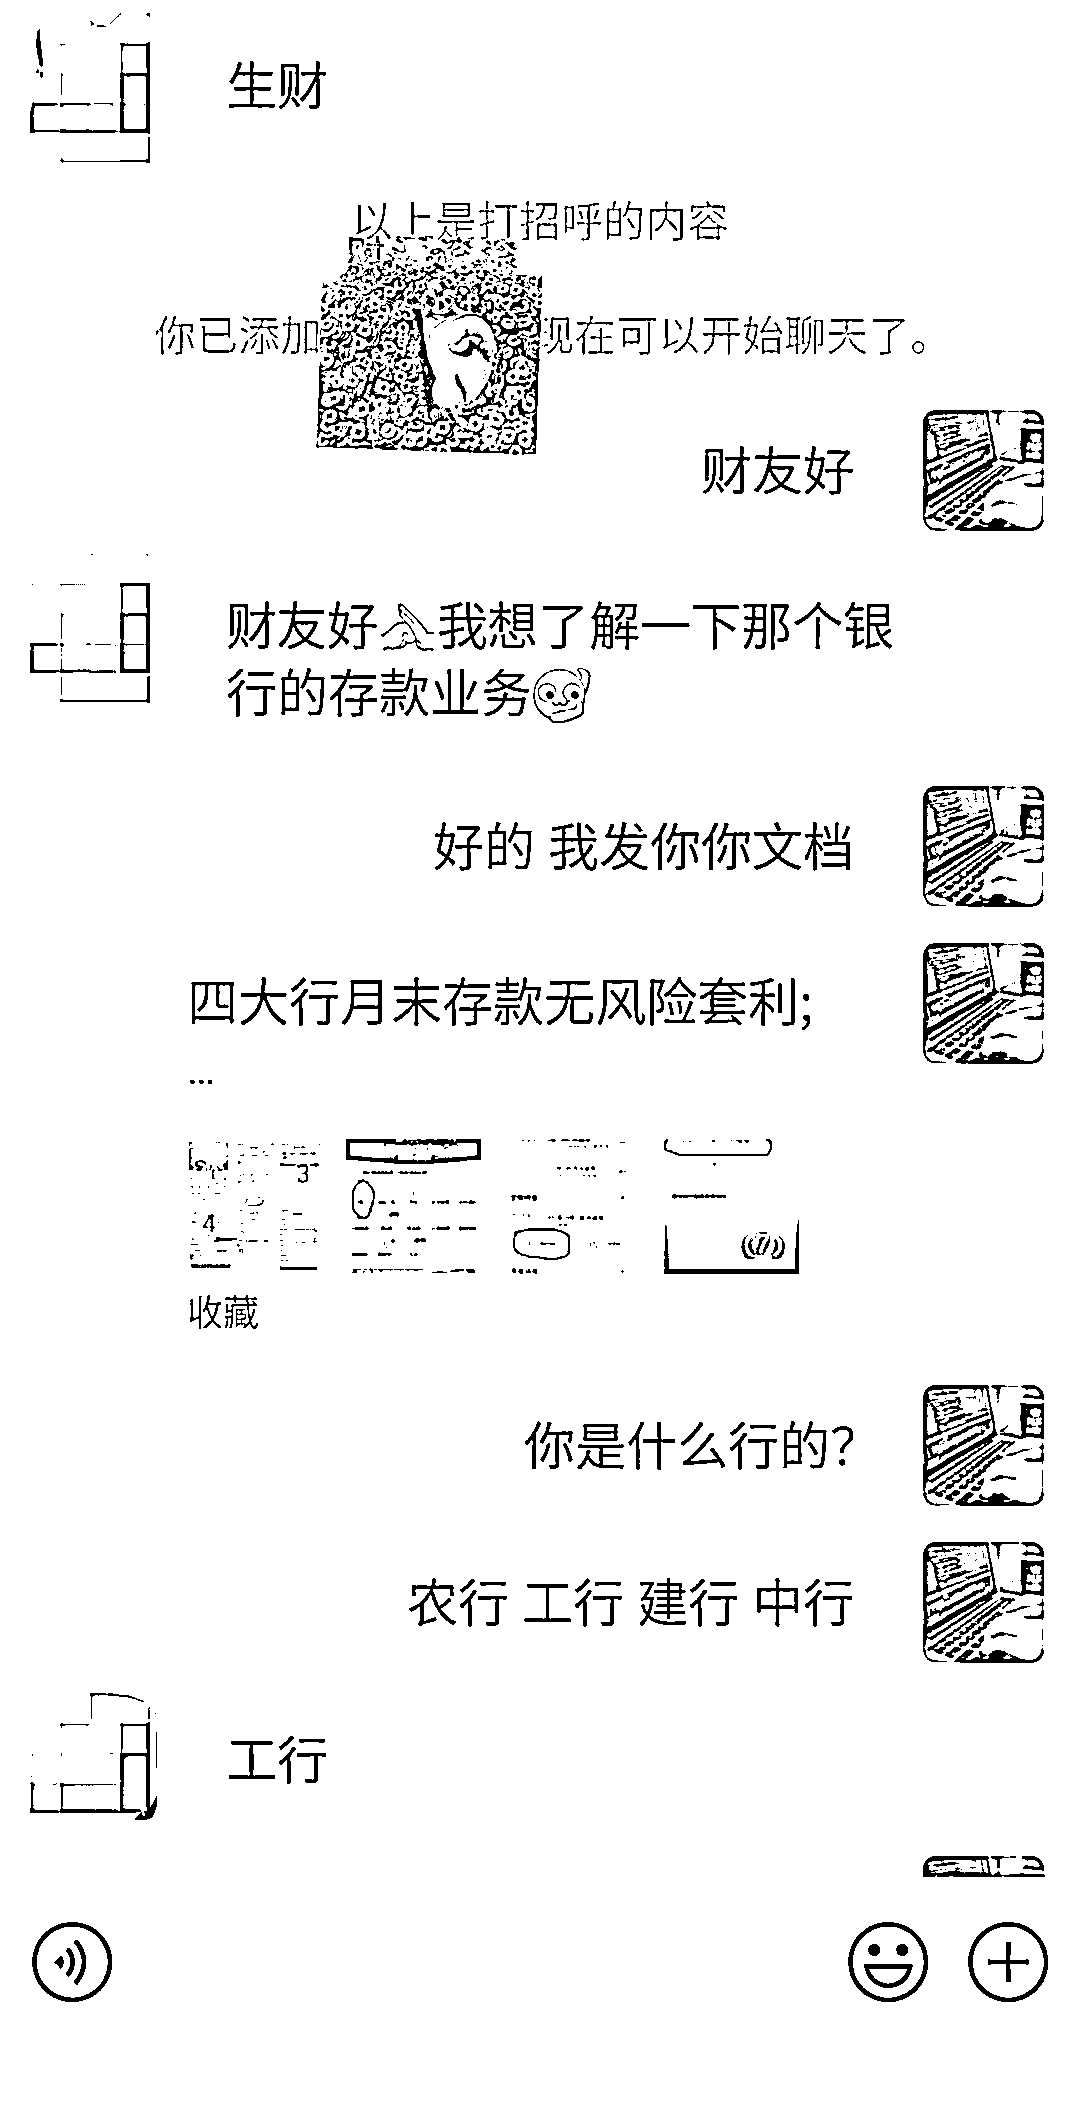 生财
以上是打招呼的内容
你已添加
现在可以开始聊天了。
财友好
财友好我想了解一下那个银
行的存款业务
好的 我发你你文档
四大行月末存款无风险套利;
...
3
4
收藏
你是什么行的?
农行 工行 建行 中行
工行